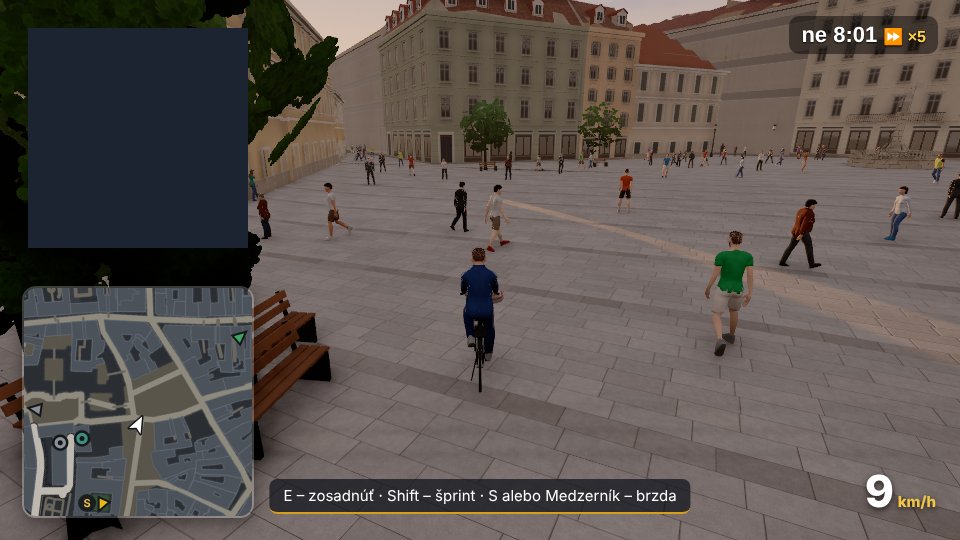 ne 8:01 ⏩ ×5
S
E – zosadnúť · Shift – šprint · S alebo Medzerník – brzda
9 km/h